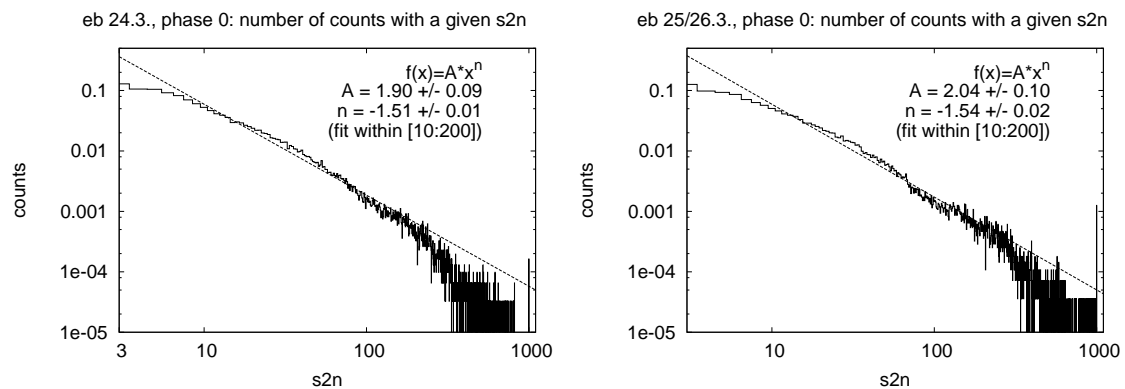 eb 24.3., phase 0: number of counts with a given s2n
f(x)=A*x^n
A = 1.90 +/- 0.09
n = -1.51 +/- 0.01
(fit within [10:200])
counts
0.1
0.01
0.001
1e-04
1e-05
3 10 100 1000
s2n
eb 25/26.3., phase 0: number of counts with a given s2n
f(x)=A*x^n
A = 2.04 +/- 0.10
n = -1.54 +/- 0.02
(fit within [10:200])
counts
0.1
0.01
0.001
1e-04
1e-05
3 10 100 1000
s2n